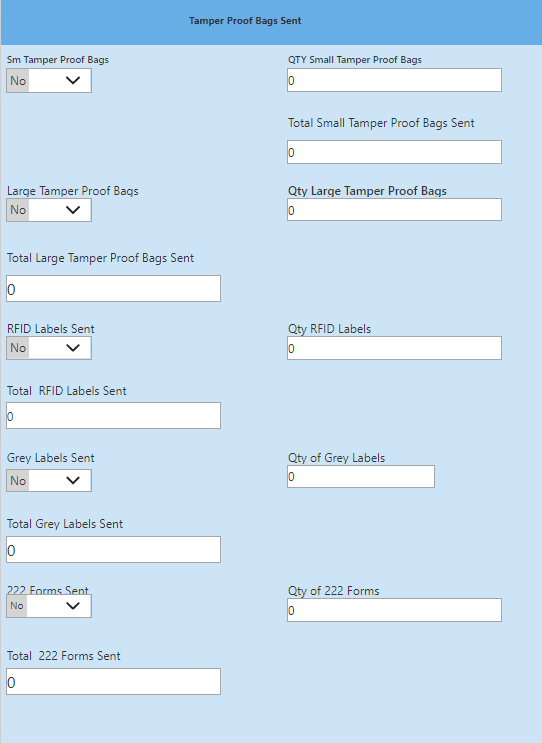 Tamper Proof Bags Sent
Sm Tamper Proof Bags
QTY Small Tamper Proof Bags
No
0
Total Small Tamper Proof Bags Sent
0
Large Tamper Proof Bags
Qty Large Tamper Proof Bags
No
0
Total Large Tamper Proof Bags Sent
0
RFID Labels Sent
Qty RFID Labels
No
0
Total  RFID Labels Sent
0
Grey Labels Sent
Qty of Grey Labels
No
0
Total Grey Labels Sent
0
222 Forms Sent
Qty of 222 Forms
No
0
Total  222 Forms Sent
0